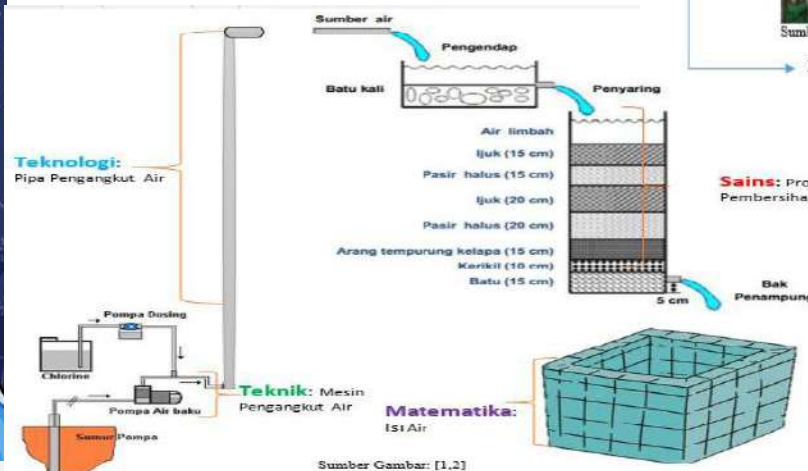 Sumber air
Pengendap
Batu kali
Penyaring
Air limbah
Ijuk (15 cm)
Pasir halus (15 cm)
Ijuk (20 cm)
Pasir halus (20 cm)
Arang tempurung kelapa (15 cm)
Kerikil (10 cm)
Batu (15 cm)
5 cm
Bak
Penampung
Teknologi:
Pipa Pengangkut Air
Sains: Pro
Pembersiha
Pompa Dosing
Chlorine
Pompa Air baku
Sumur Pompa
Teknik: Mesin
Pengangkut Air
Matematika:
Isi Air
Sumber Gambar: [1,2]
Sumb